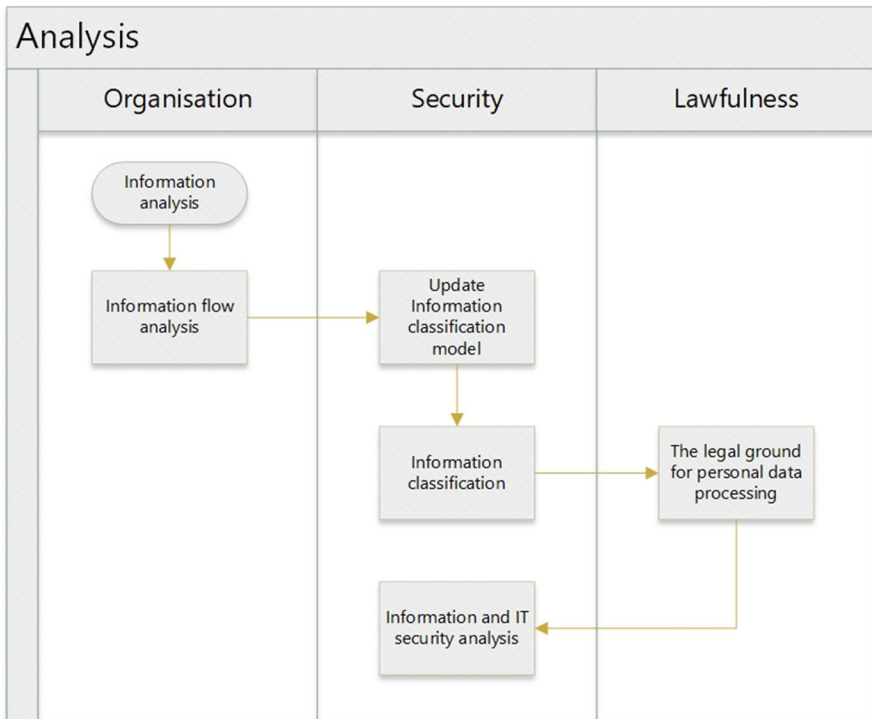 Analysis
Organisation
Security
Lawfulness
Information
analysis
Information flow
analysis
Update
Information
classification
model
Information
classification
The legal ground
for personal data
processing
Information and IT
security analysis